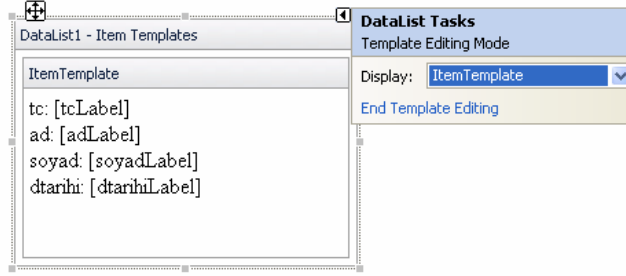 DataList1 - Item Templates
ItemTemplate
tc: [tcLabel]
ad: [adLabel]
soyad: [soyadLabel]
dtarihi: [dtarihiLabel]
DataList Tasks
Template Editing Mode
Display: ItemTemplate
End Template Editing